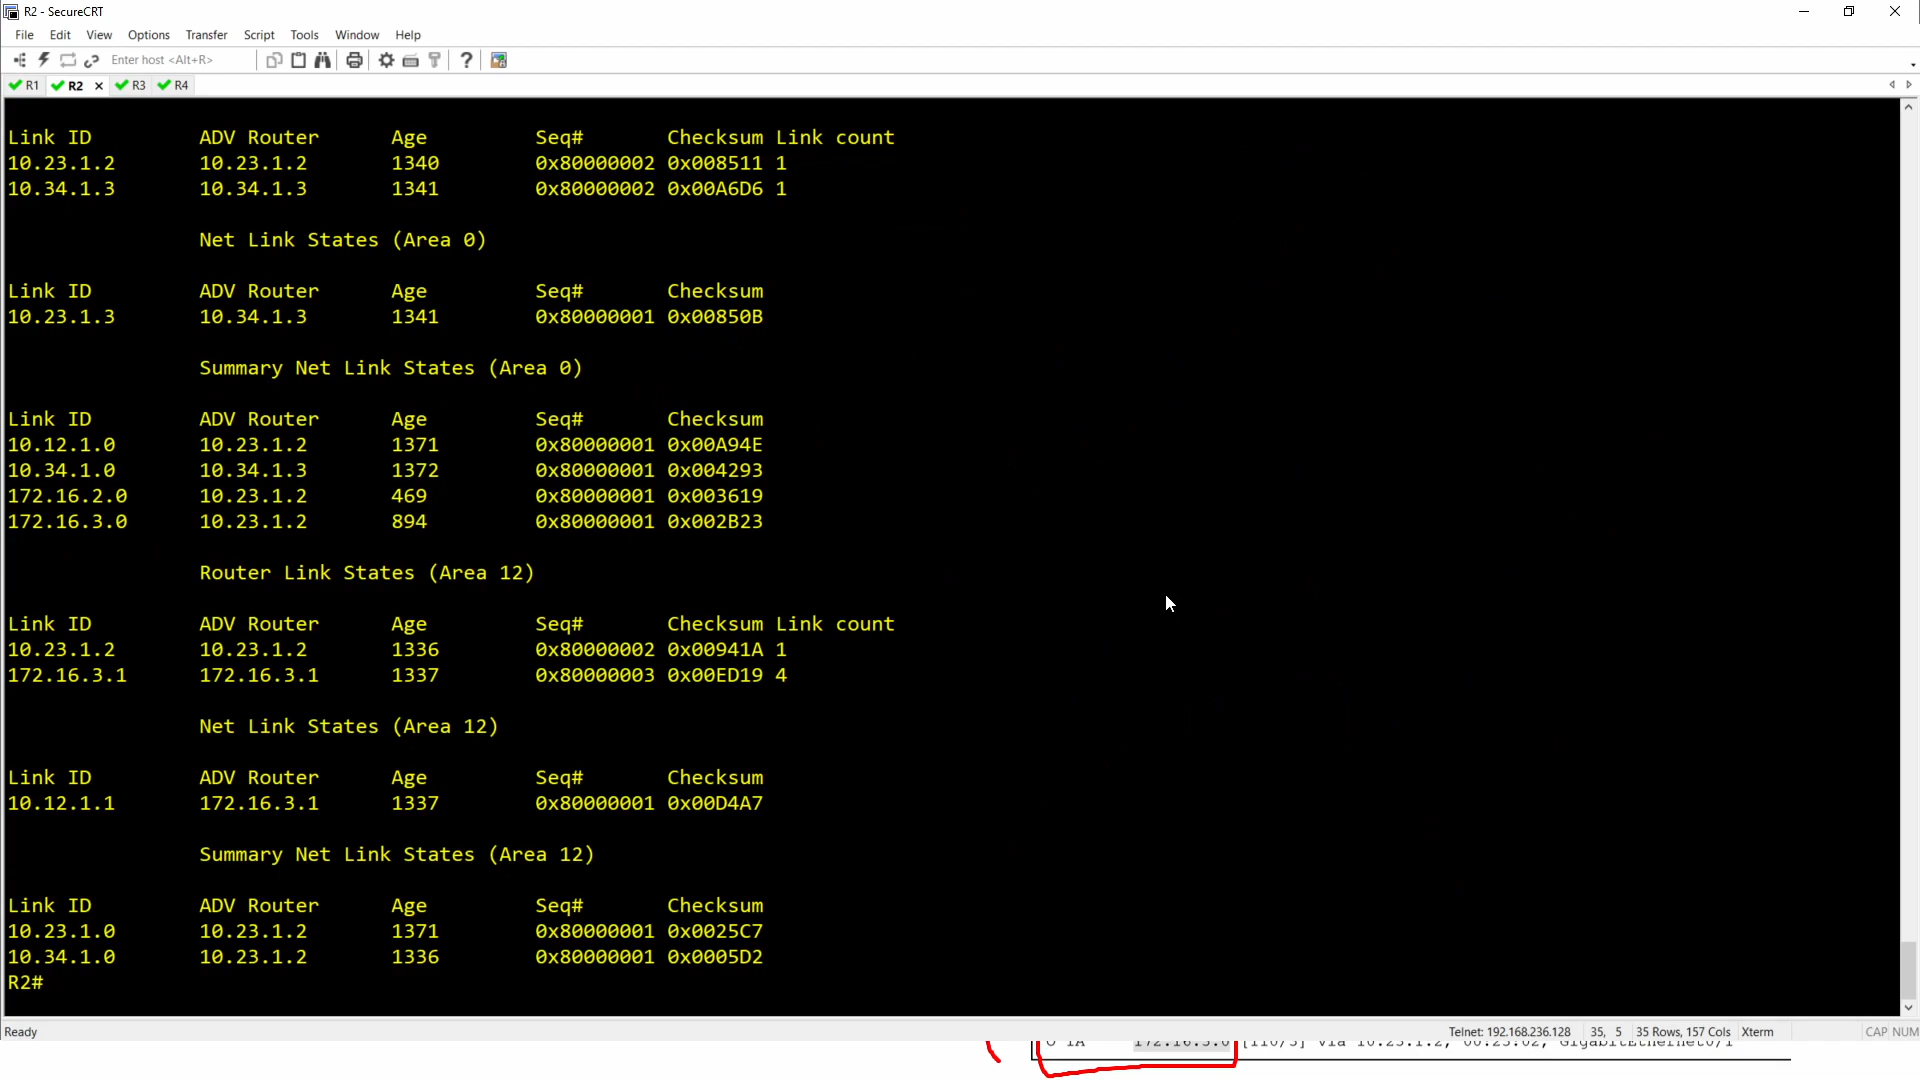 R2 - SecureCRT
File Edit View Options Transfer Script Tools Window Help
Enter host <Alt+R>
R1 R2 R3 R4
Link ID ADV Router Age Seq# Checksum Link count
10.23.1.2 10.23.1.2 1340 0x80000002 0x008511 1
10.34.1.3 10.34.1.3 1341 0x80000002 0x00A6D6 1
Net Link States (Area 0)
Link ID ADV Router Age Seq# Checksum
10.23.1.3 10.34.1.3 1341 0x80000001 0x00850B
Summary Net Link States (Area 0)
Link ID ADV Router Age Seq# Checksum
10.12.1.0 10.23.1.2 1371 0x80000001 0x00A94E
10.34.1.0 10.34.1.3 1372 0x80000001 0x004293
172.16.2.0 10.23.1.2 469 0x80000001 0x003619
172.16.3.0 10.23.1.2 894 0x80000001 0x002B23
Router Link States (Area 12)
Link ID ADV Router Age Seq# Checksum Link count
10.23.1.2 10.23.1.2 1336 0x80000002 0x00941A 1
172.16.3.1 172.16.3.1 1337 0x80000003 0x00ED19 4
Net Link States (Area 12)
Link ID ADV Router Age Seq# Checksum
10.12.1.1 172.16.3.1 1337 0x80000001 0x00D4A7
Summary Net Link States (Area 12)
Link ID ADV Router Age Seq# Checksum
10.23.1.0 10.23.1.2 1371 0x80000001 0x0025C7
10.34.1.0 10.23.1.2 1336 0x80000001 0x0005D2
R2#
Ready Telnet: 192.168.236.128 35, 5 35 Rows, 157 Cols Xterm CAP NUM
O IA 172.16.3.0 [110/3] via 10.23.1.2,